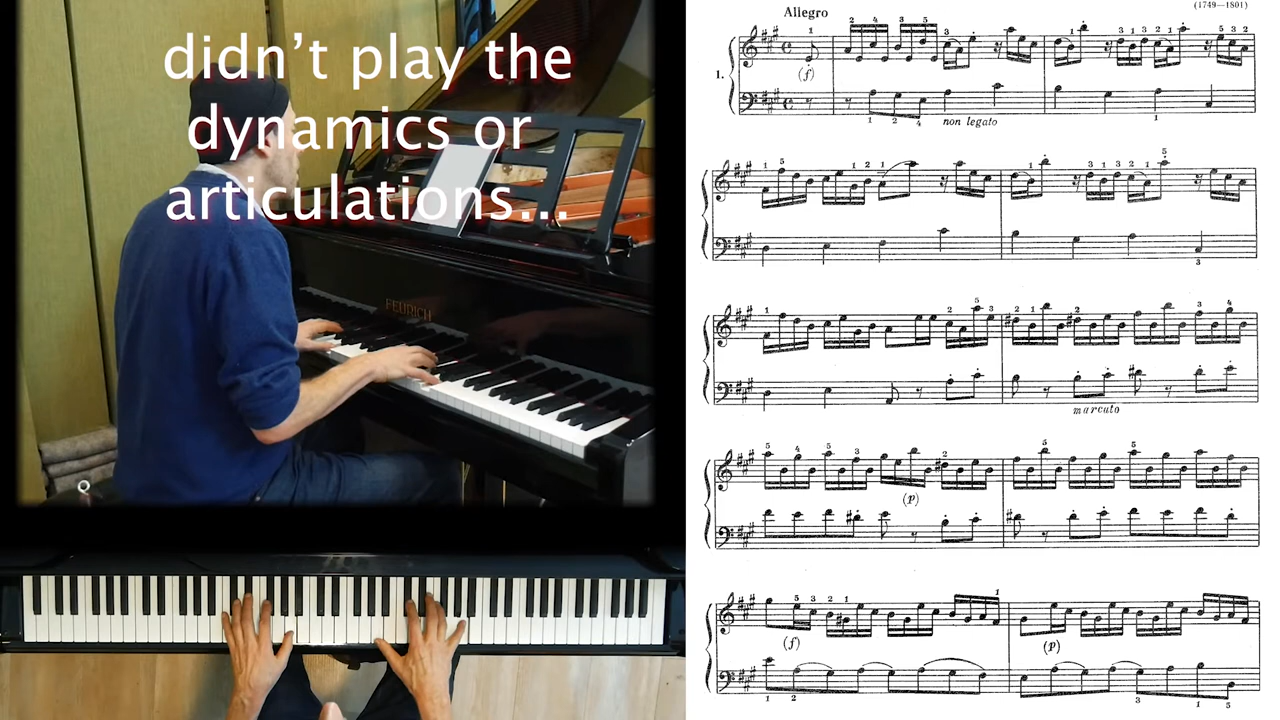 didn't play the
dynamics or
articulations...
FEURICH
(1749—1801)
Allegro
1.
(f)
non legato
marcato
(p)
(f)
(p)